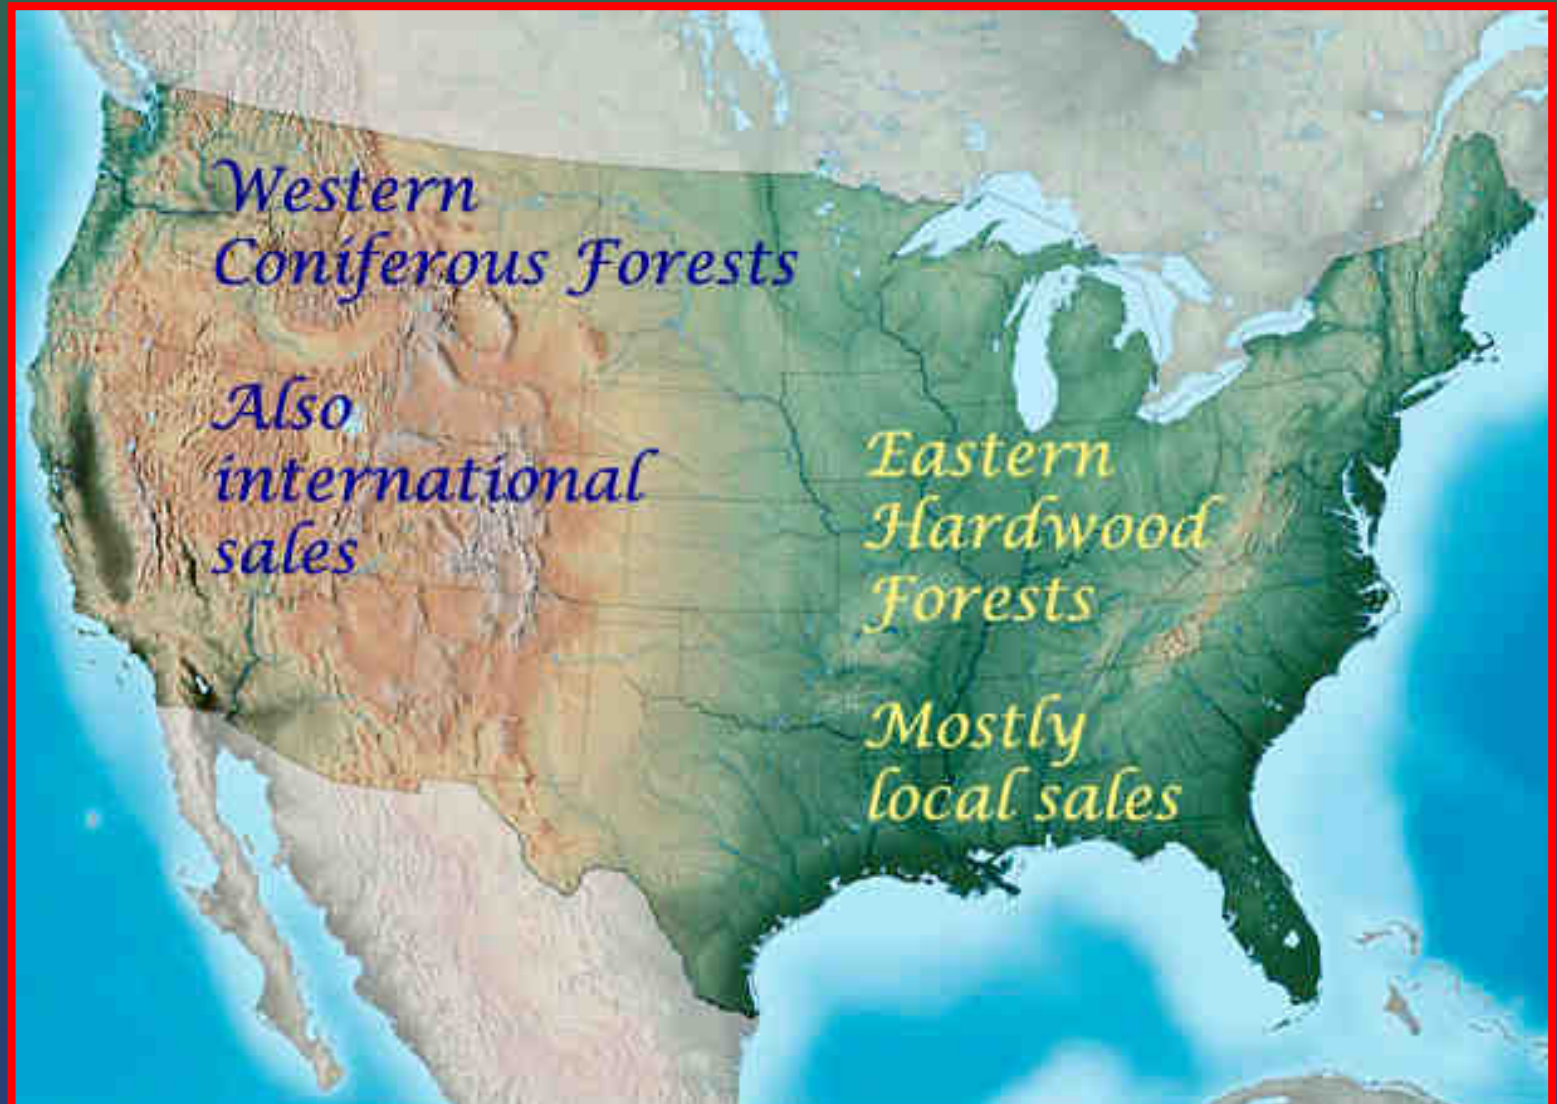 Western
Coniferous Forests
Also
international
sales
Eastern
Hardwood
Forests
Mostly
local sales